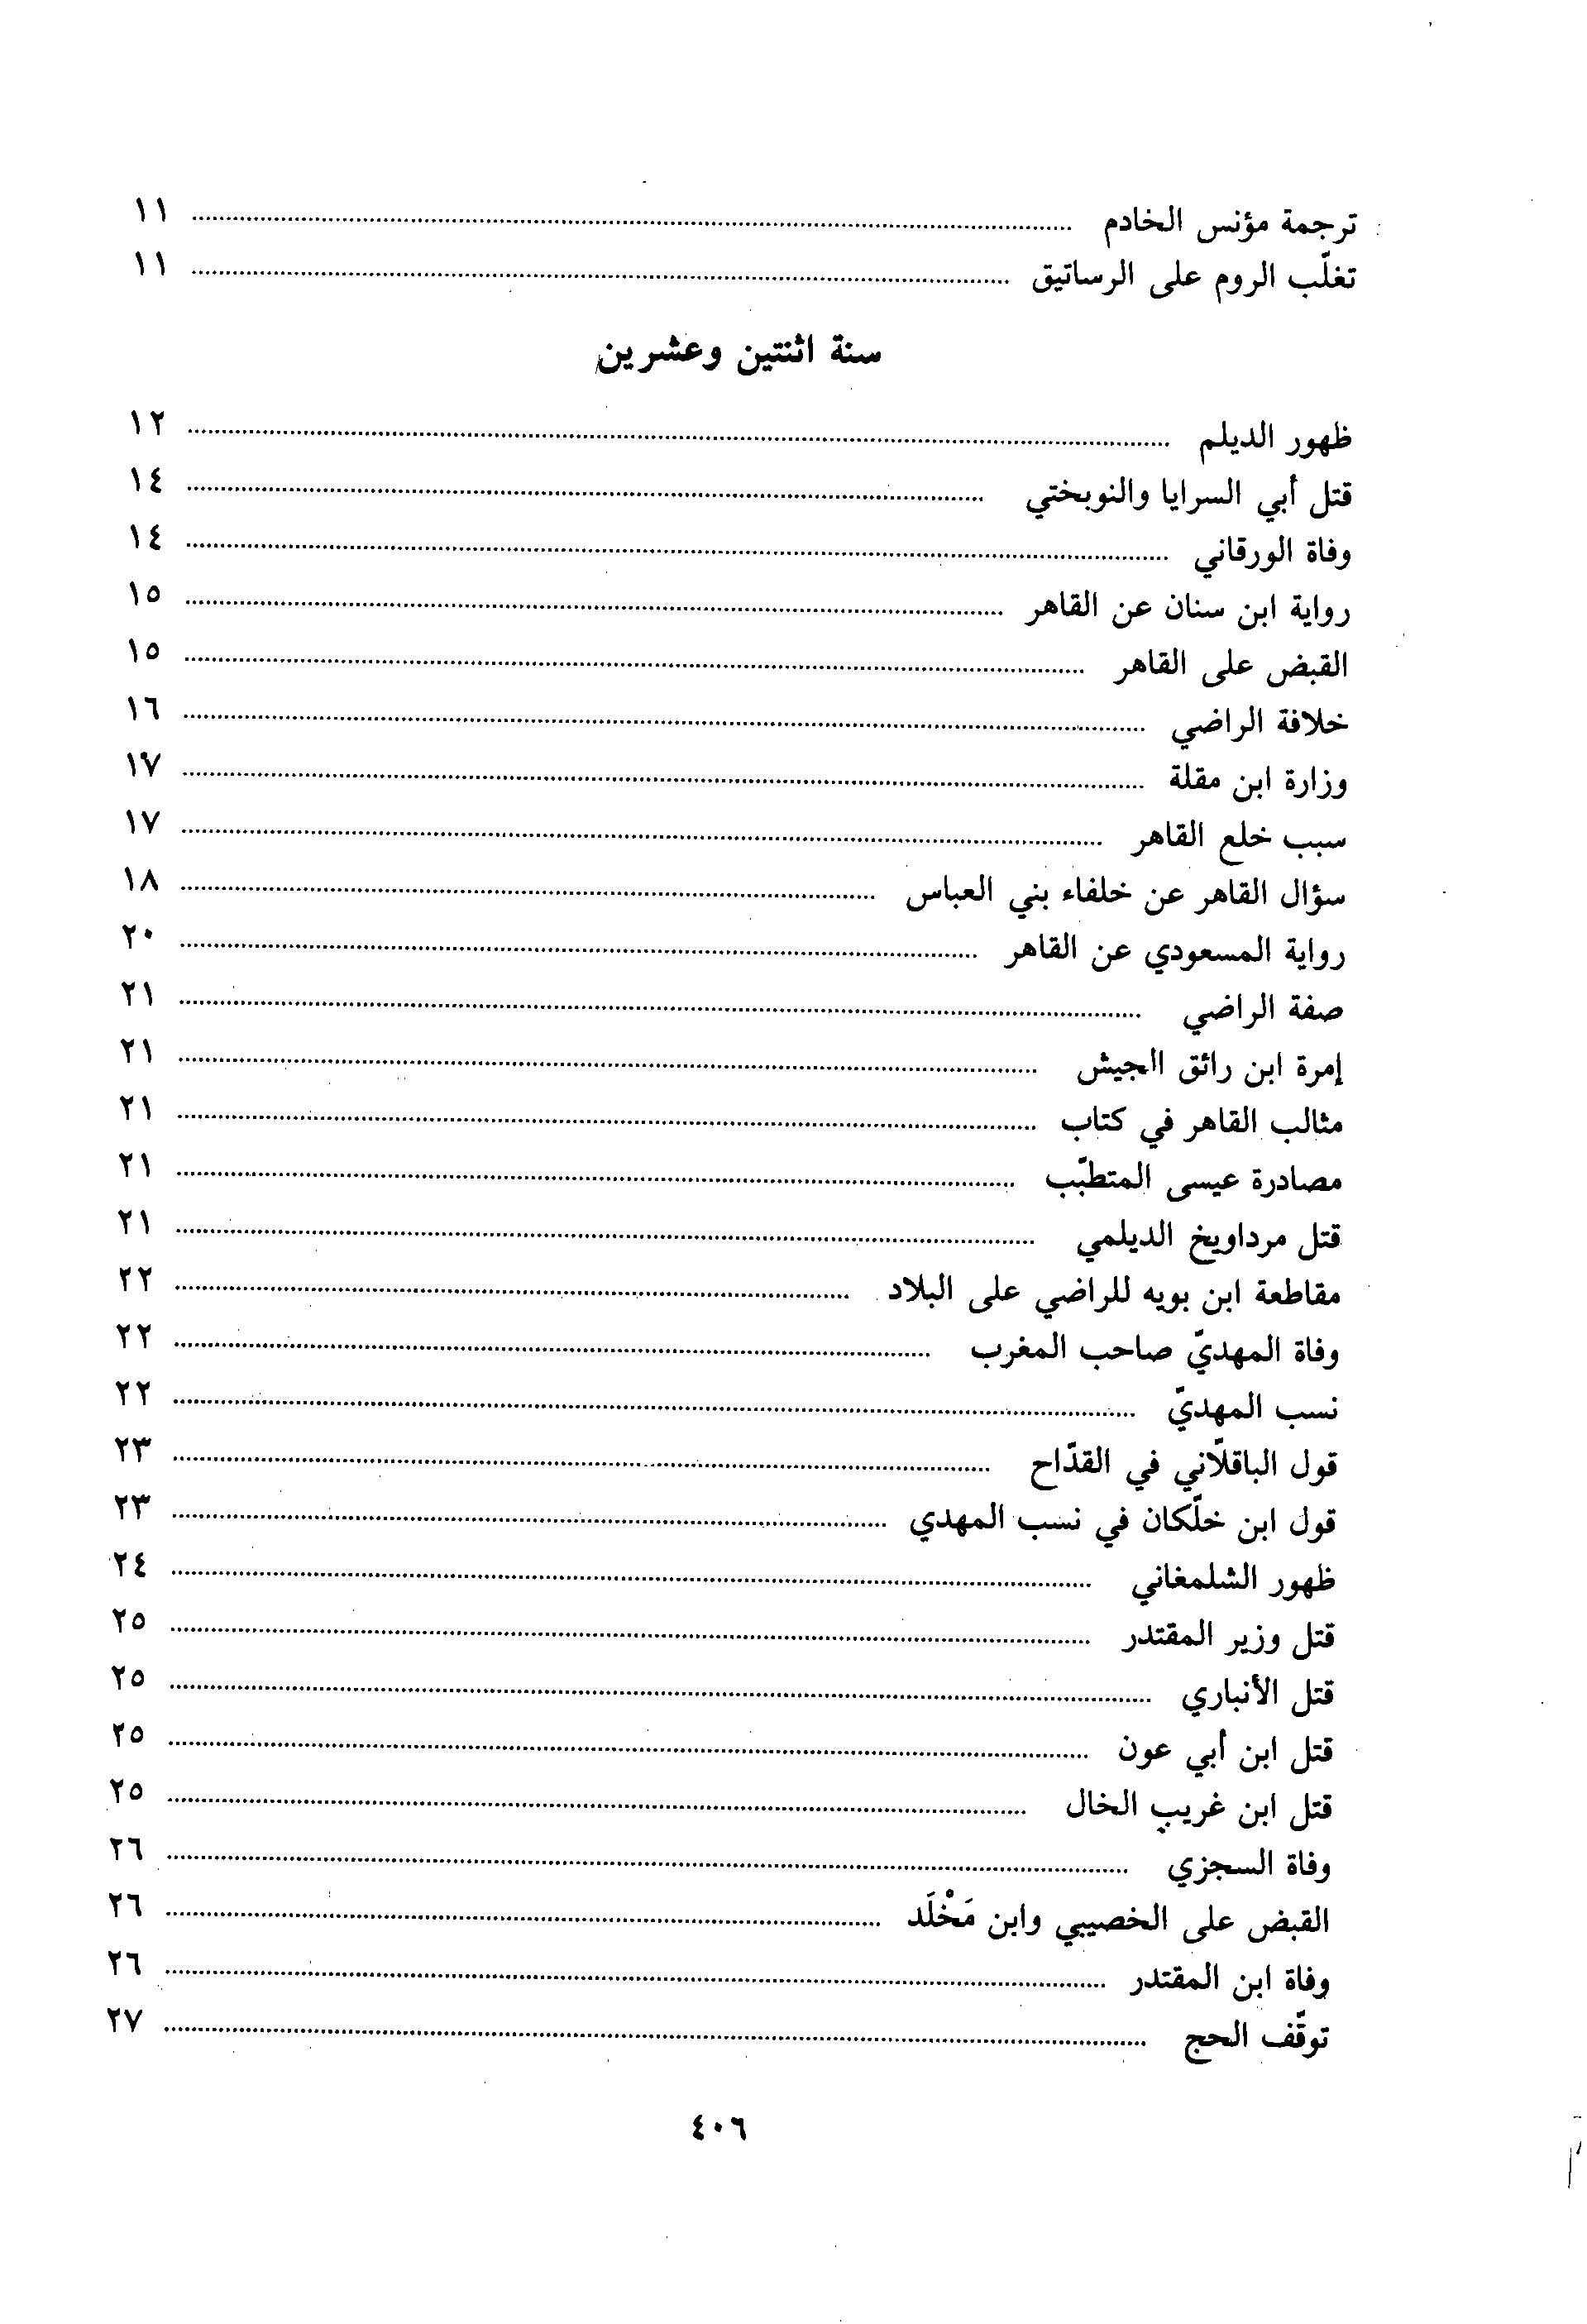 ترجمة مؤنس الخادم ................ ١١
تغلّب الروم على الرساتيق ................ ١١
سنة اثنتين وعشرين
ظهور الديلم ................ ١٢
قتل أبي السرايا والنوبختي ................ ١٤
وفاة الورقاني ................ ١٤
رواية ابن سنان عن القاهر ................ ١٥
القبض على القاهر ................ ١٥
خلافة الراضي ................ ١٦
وزارة ابن مقلة ................ ١٧
سبب خلع القاهر ................ ١٧
سؤال القاهر عن خلفاء بني العباس ................ ١٨
رواية المسعودي عن القاهر ................ ٢٠
صفة الراضي ................ ٢١
إمرة ابن رائق الجيش ................ ٢١
مثالب القاهر في كتاب ................ ٢١
مصادرة عيسى المتطبّب ................ ٢١
قتل مرداويخ الديلمي ................ ٢١
مقاطعة ابن بويه للراضي على البلاد ................ ٢٢
وفاة المهديّ صاحب المغرب ................ ٢٢
نسب المهديّ ................ ٢٢
قول الباقلّاني في القدّاح ................ ٢٣
قول ابن خلّكان في نسب المهدي ................ ٢٣
ظهور الشلمغاني ................ ٢٤
قتل وزير المقتدر ................ ٢٥
قتل الأنباري ................ ٢٥
قتل ابن أبي عون ................ ٢٥
قتل ابن غريب الخال ................ ٢٥
وفاة السجزي ................ ٢٦
القبض على الخصيبي وابن مَخْلَد ................ ٢٦
وفاة ابن المقتدر ................ ٢٦
توقّف الحج ................ ٢٧
٤٠٦